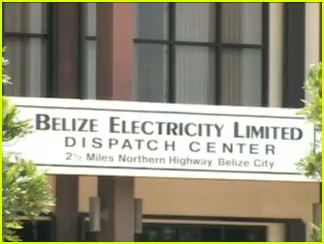 BELIZE ELECTRICITY LIMITED
DISPATCH CENTER
2½ Miles Northern Highway Belize City